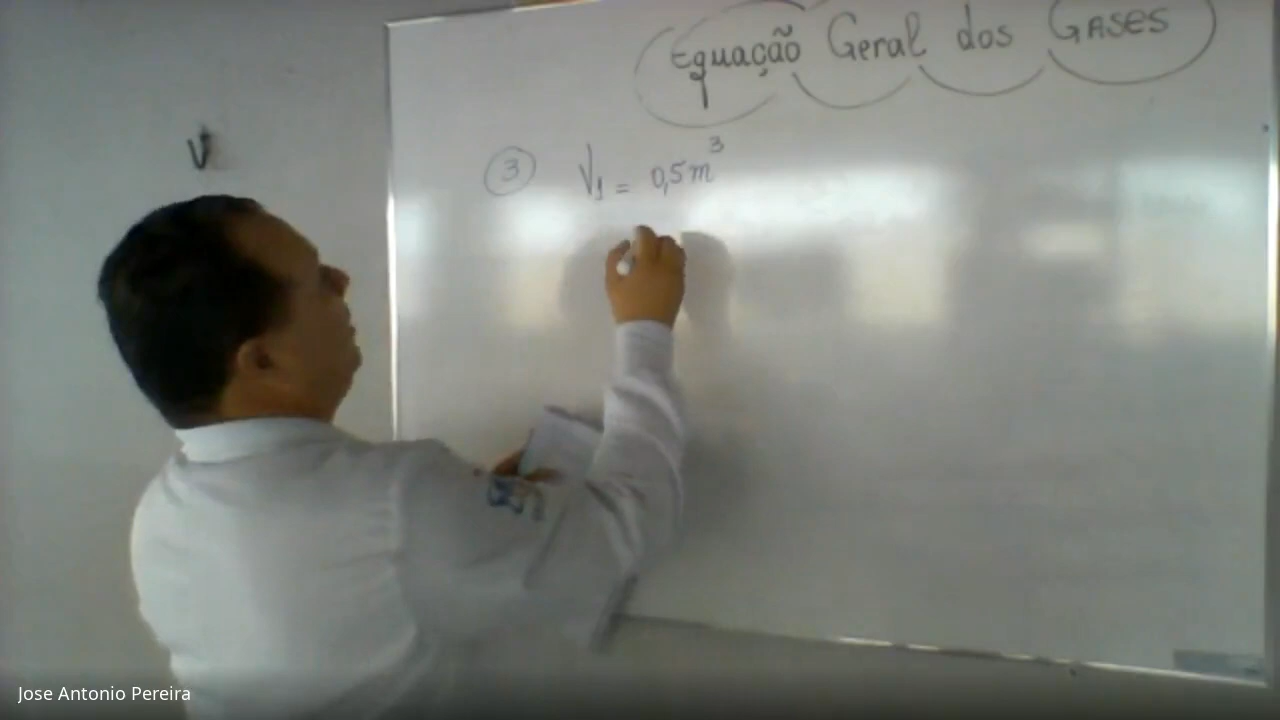 Equação Geral dos GASES
V
3 V1 = 0,5 m³
Jose Antonio Pereira